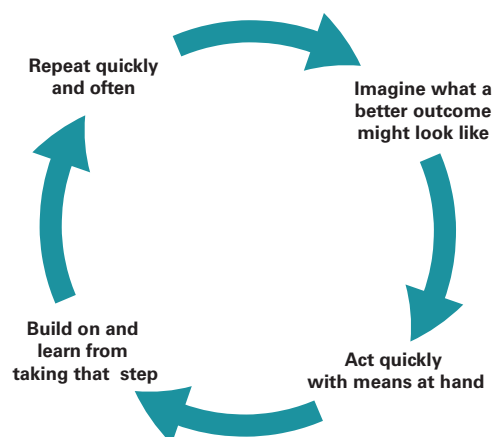 Repeat quickly
and often
Imagine what a
better outcome
might look like
Act quickly
with means at hand
Build on and
learn from
taking that step